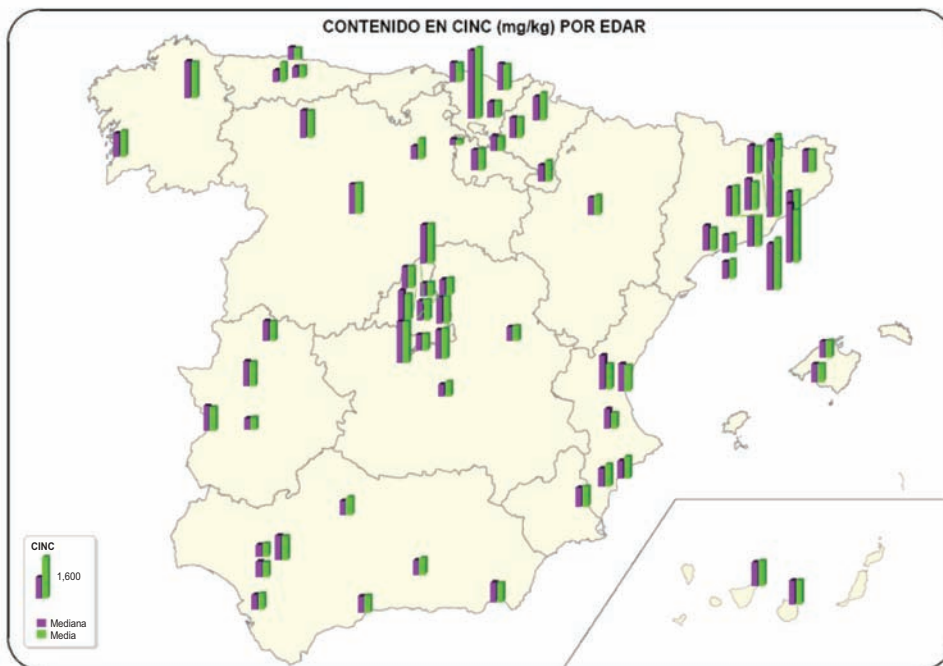 CONTENIDO EN CINC (mg/kg) POR EDAR
CINC
1,600
Mediana
Media